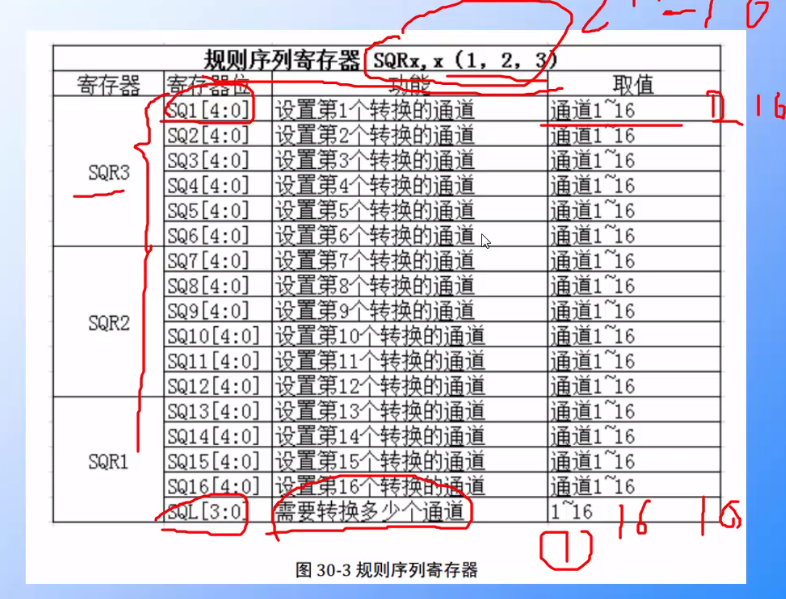 规则序列寄存器 SQRx,x (1, 2, 3)
寄存器 寄存器位 功能 取值
SQR3 SQ1[4:0] 设置第1个转换的通道 通道1~16
SQ2[4:0] 设置第2个转换的通道 通道1~16
SQ3[4:0] 设置第3个转换的通道 通道1~16
SQ4[4:0] 设置第4个转换的通道 通道1~16
SQ5[4:0] 设置第5个转换的通道 通道1~16
SQ6[4:0] 设置第6个转换的通道 通道1~16
SQR2 SQ7[4:0] 设置第7个转换的通道 通道1~16
SQ8[4:0] 设置第8个转换的通道 通道1~16
SQ9[4:0] 设置第9个转换的通道 通道1~16
SQ10[4:0] 设置第10个转换的通道 通道1~16
SQ11[4:0] 设置第11个转换的通道 通道1~16
SQ12[4:0] 设置第12个转换的通道 通道1~16
SQR1 SQ13[4:0] 设置第13个转换的通道 通道1~16
SQ14[4:0] 设置第14个转换的通道 通道1~16
SQ15[4:0] 设置第15个转换的通道 通道1~16
SQ16[4:0] 设置第16个转换的通道 通道1~16
SQL[3:0] 需要转换多少个通道 1~16 16 16
1
图 30-3 规则序列寄存器